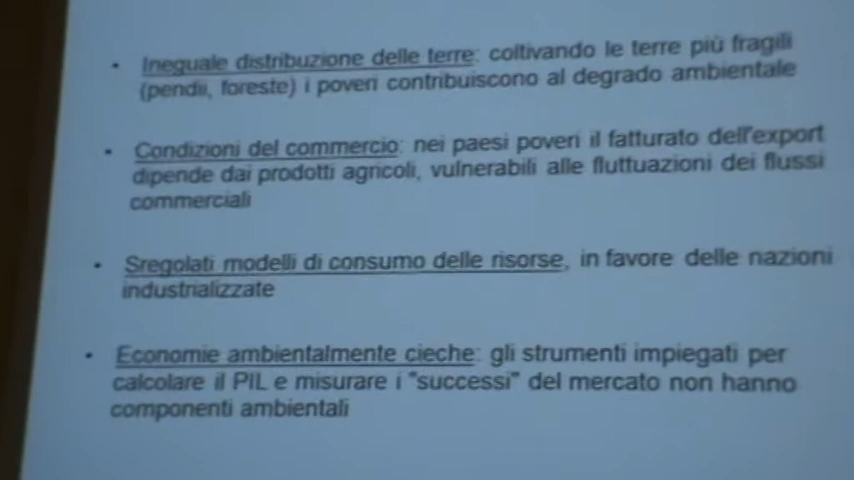 • Ineguale distribuzione delle terre: coltivando le terre più fragili
(pendii, foreste) i poveri contribuiscono al degrado ambientale
• Condizioni del commercio: nei paesi poveri il fatturato dell'export
dipende dai prodotti agricoli, vulnerabili alle fluttuazioni dei flussi
commerciali
• Sregolati modelli di consumo delle risorse, in favore delle nazioni
industrializzate
• Economie ambientalmente cieche: gli strumenti impiegati per
calcolare il PIL e misurare i "successi" del mercato non hanno
componenti ambientali